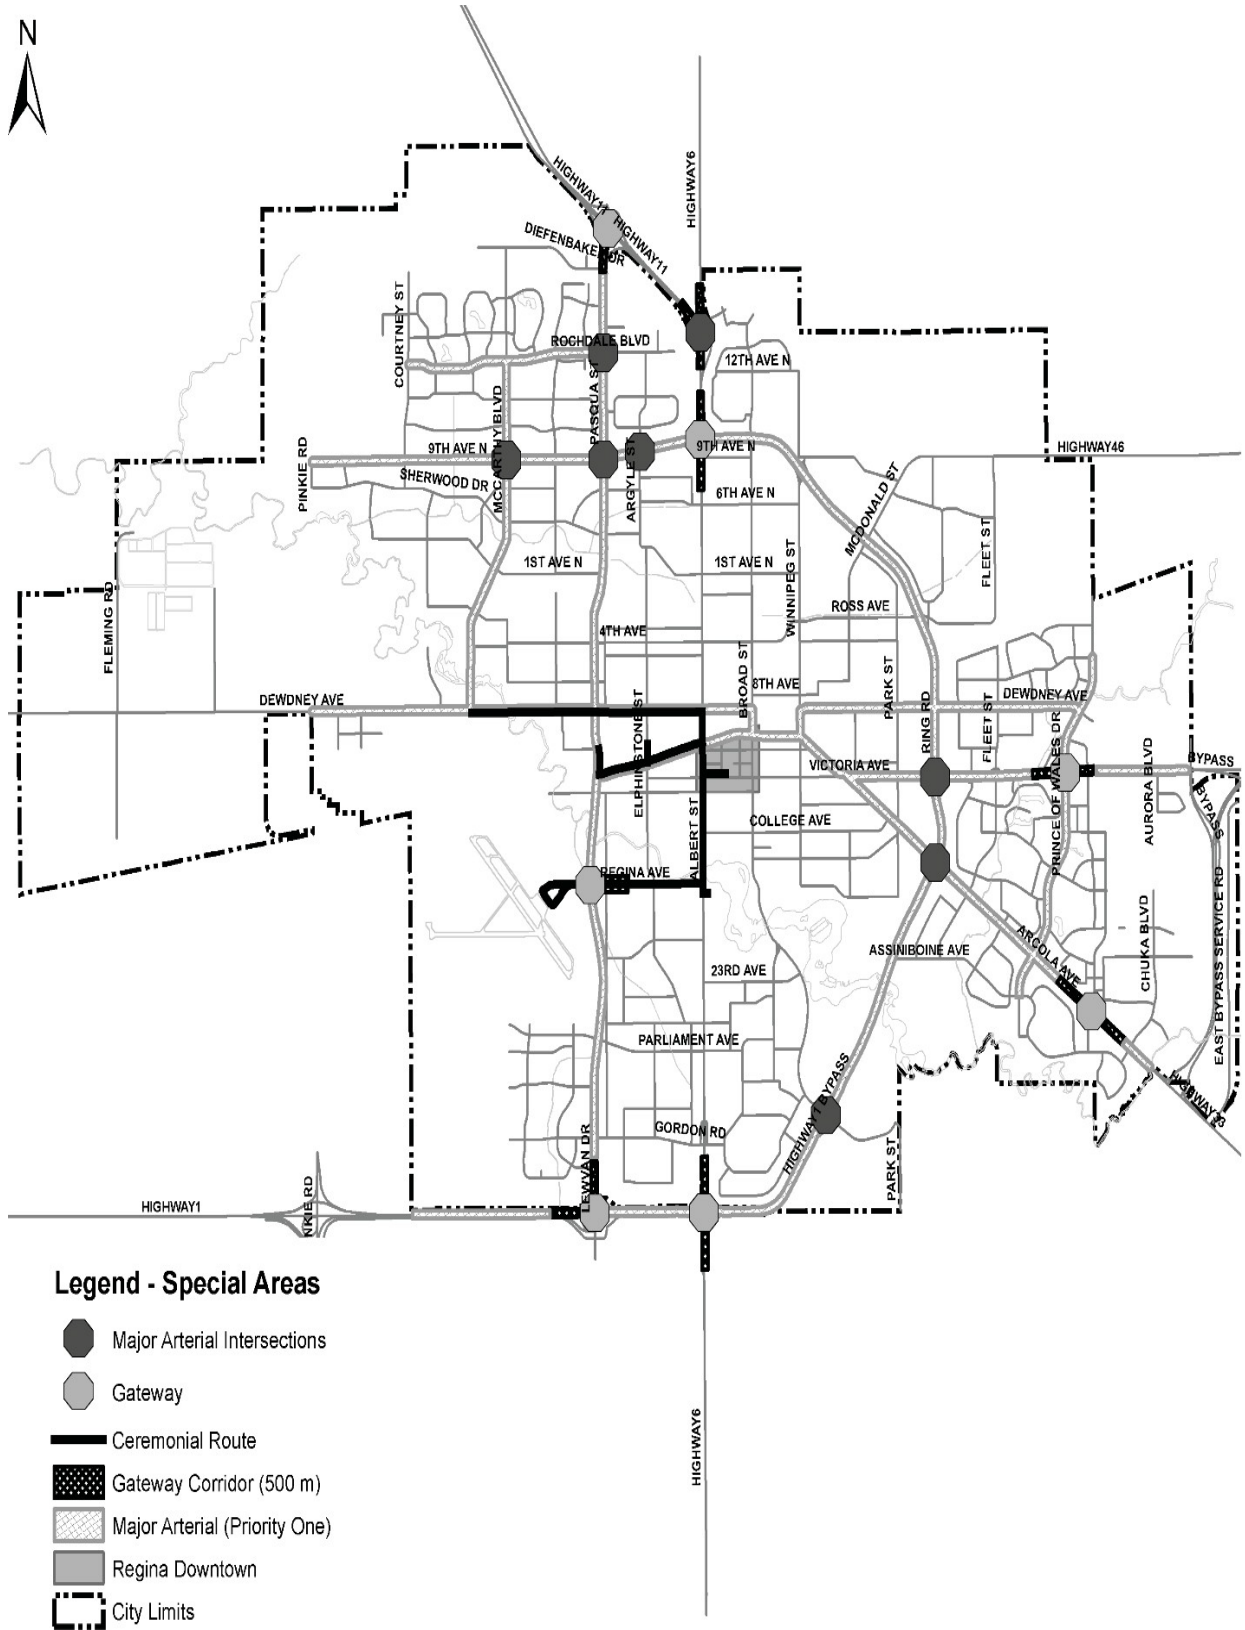 N
HIGHWAY11
HIGHWAY6
HIGHWAY11
DIEFENBAKER DR
COURTNEY ST
ROCHDALE BLVD
12TH AVE N
PASQUA ST
MCCARTHY BLVD
PINKIE RD
9TH AVE N
ARGYLE ST
9TH AVE N
HIGHWAY46
SHERWOOD DR
6TH AVE N
MCDONALD ST
1ST AVE N
1ST AVE N
WINNIPEG ST
FLEET ST
FLEMING RD
ROSS AVE
4TH AVE
8TH AVE
BROAD ST
PARK ST
DEWDNEY AVE
DEWDNEY AVE
ELPHINSTONE ST
RING RD
FLEET ST
PRINCE OF WALES DR
VICTORIA AVE
AURORA BLVD
BYPASS
BYPASS
ALBERT ST
COLLEGE AVE
REGINA AVE
EAST BYPASS SERVICE RD
CHUKA BLVD
ARCOLA AVE
ASSINIBOINE AVE
23RD AVE
PARLIAMENT AVE
HIGHWAY1 BYPASS
HIGHWAY33
GORDON RD
LEWVAN DR
PARK ST
HIGHWAY1
NKIE RD
Legend - Special Areas
Major Arterial Intersections
Gateway
Ceremonial Route
HIGHWAY6
Gateway Corridor (500 m)
Major Arterial (Priority One)
Regina Downtown
City Limits